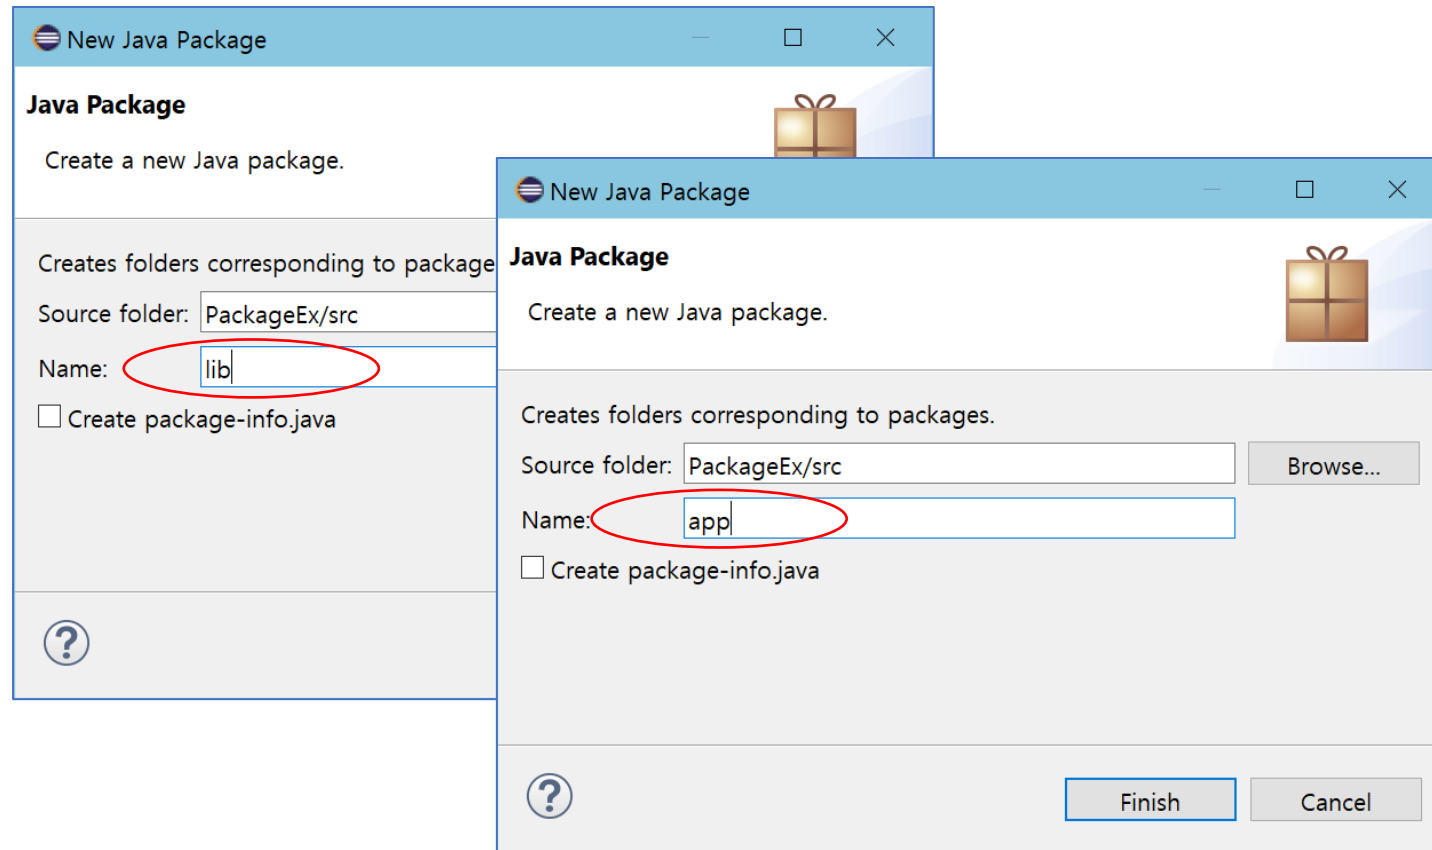 New Java Package
Java Package
Create a new Java package.
Creates folders corresponding to package
Source folder: PackageEx/src
Name: lib
Create package-info.java
?
New Java Package
Java Package
Create a new Java package.
Creates folders corresponding to packages.
Source folder: PackageEx/src Browse...
Name: app
Create package-info.java
? Finish Cancel